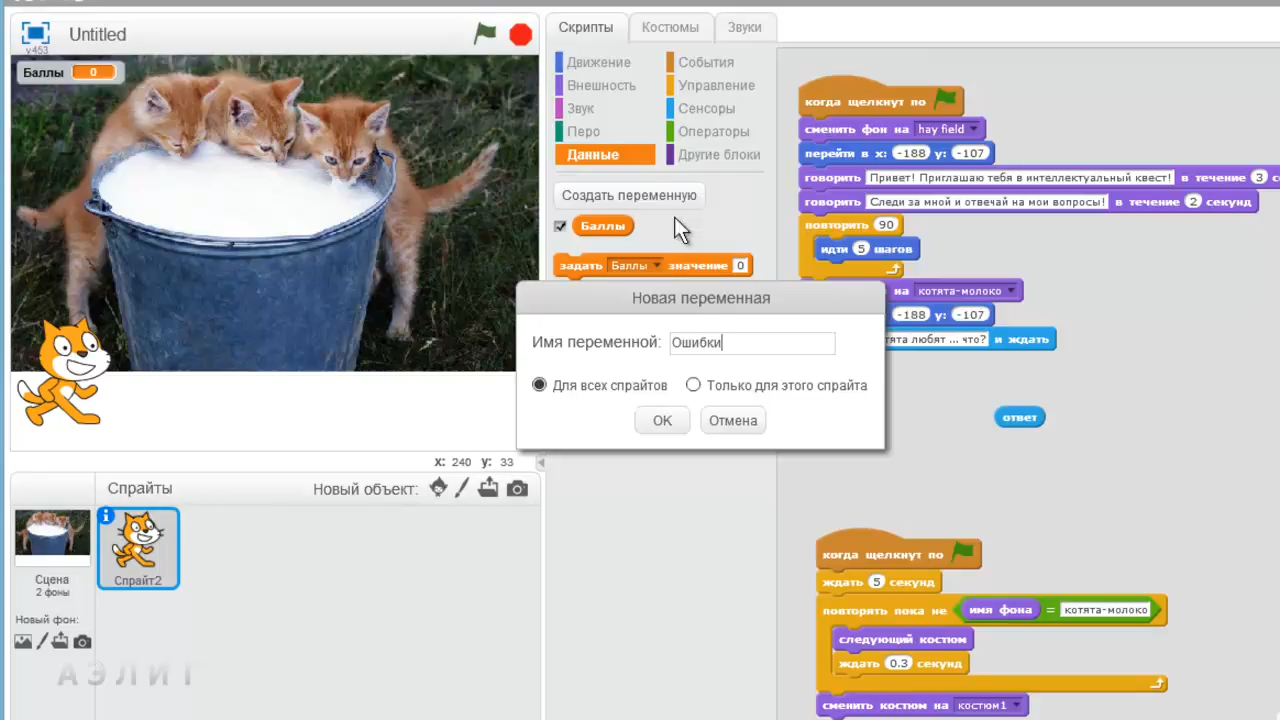 Untitled
v453
Баллы 0
x: 240 y: 33
Спрайты
Новый объект:
Сцена
2 фоны
Новый фон:
Спрайт2
АЭЛИТ
Скрипты
Костюмы
Звуки
Движение
События
Внешность
Управление
Звук
Сенсоры
Перо
Операторы
Данные
Другие блоки
Создать переменную
Баллы
задать Баллы значение 0
Новая переменная
Имя переменной: Ошибки
Для всех спрайтов
Только для этого спрайта
OK
Отмена
когда щелкнут по
сменить фон на hay field
перейти в x: -188 y: -107
говорить Привет! Приглашаю тебя в интеллектуальный квест! в течение 3 с
говорить Следи за мной и отвечай на мои вопросы! в течение 2 секунд
повторить 90
идти 5 шагов
на котята-молоко
-188 y: -107
тята любят ... что? и ждать
ответ
когда щелкнут по
ждать 5 секунд
повторять пока не имя фона = котята-молоко
следующий костюм
ждать 0.3 секунд
сменить костюм на костюм1